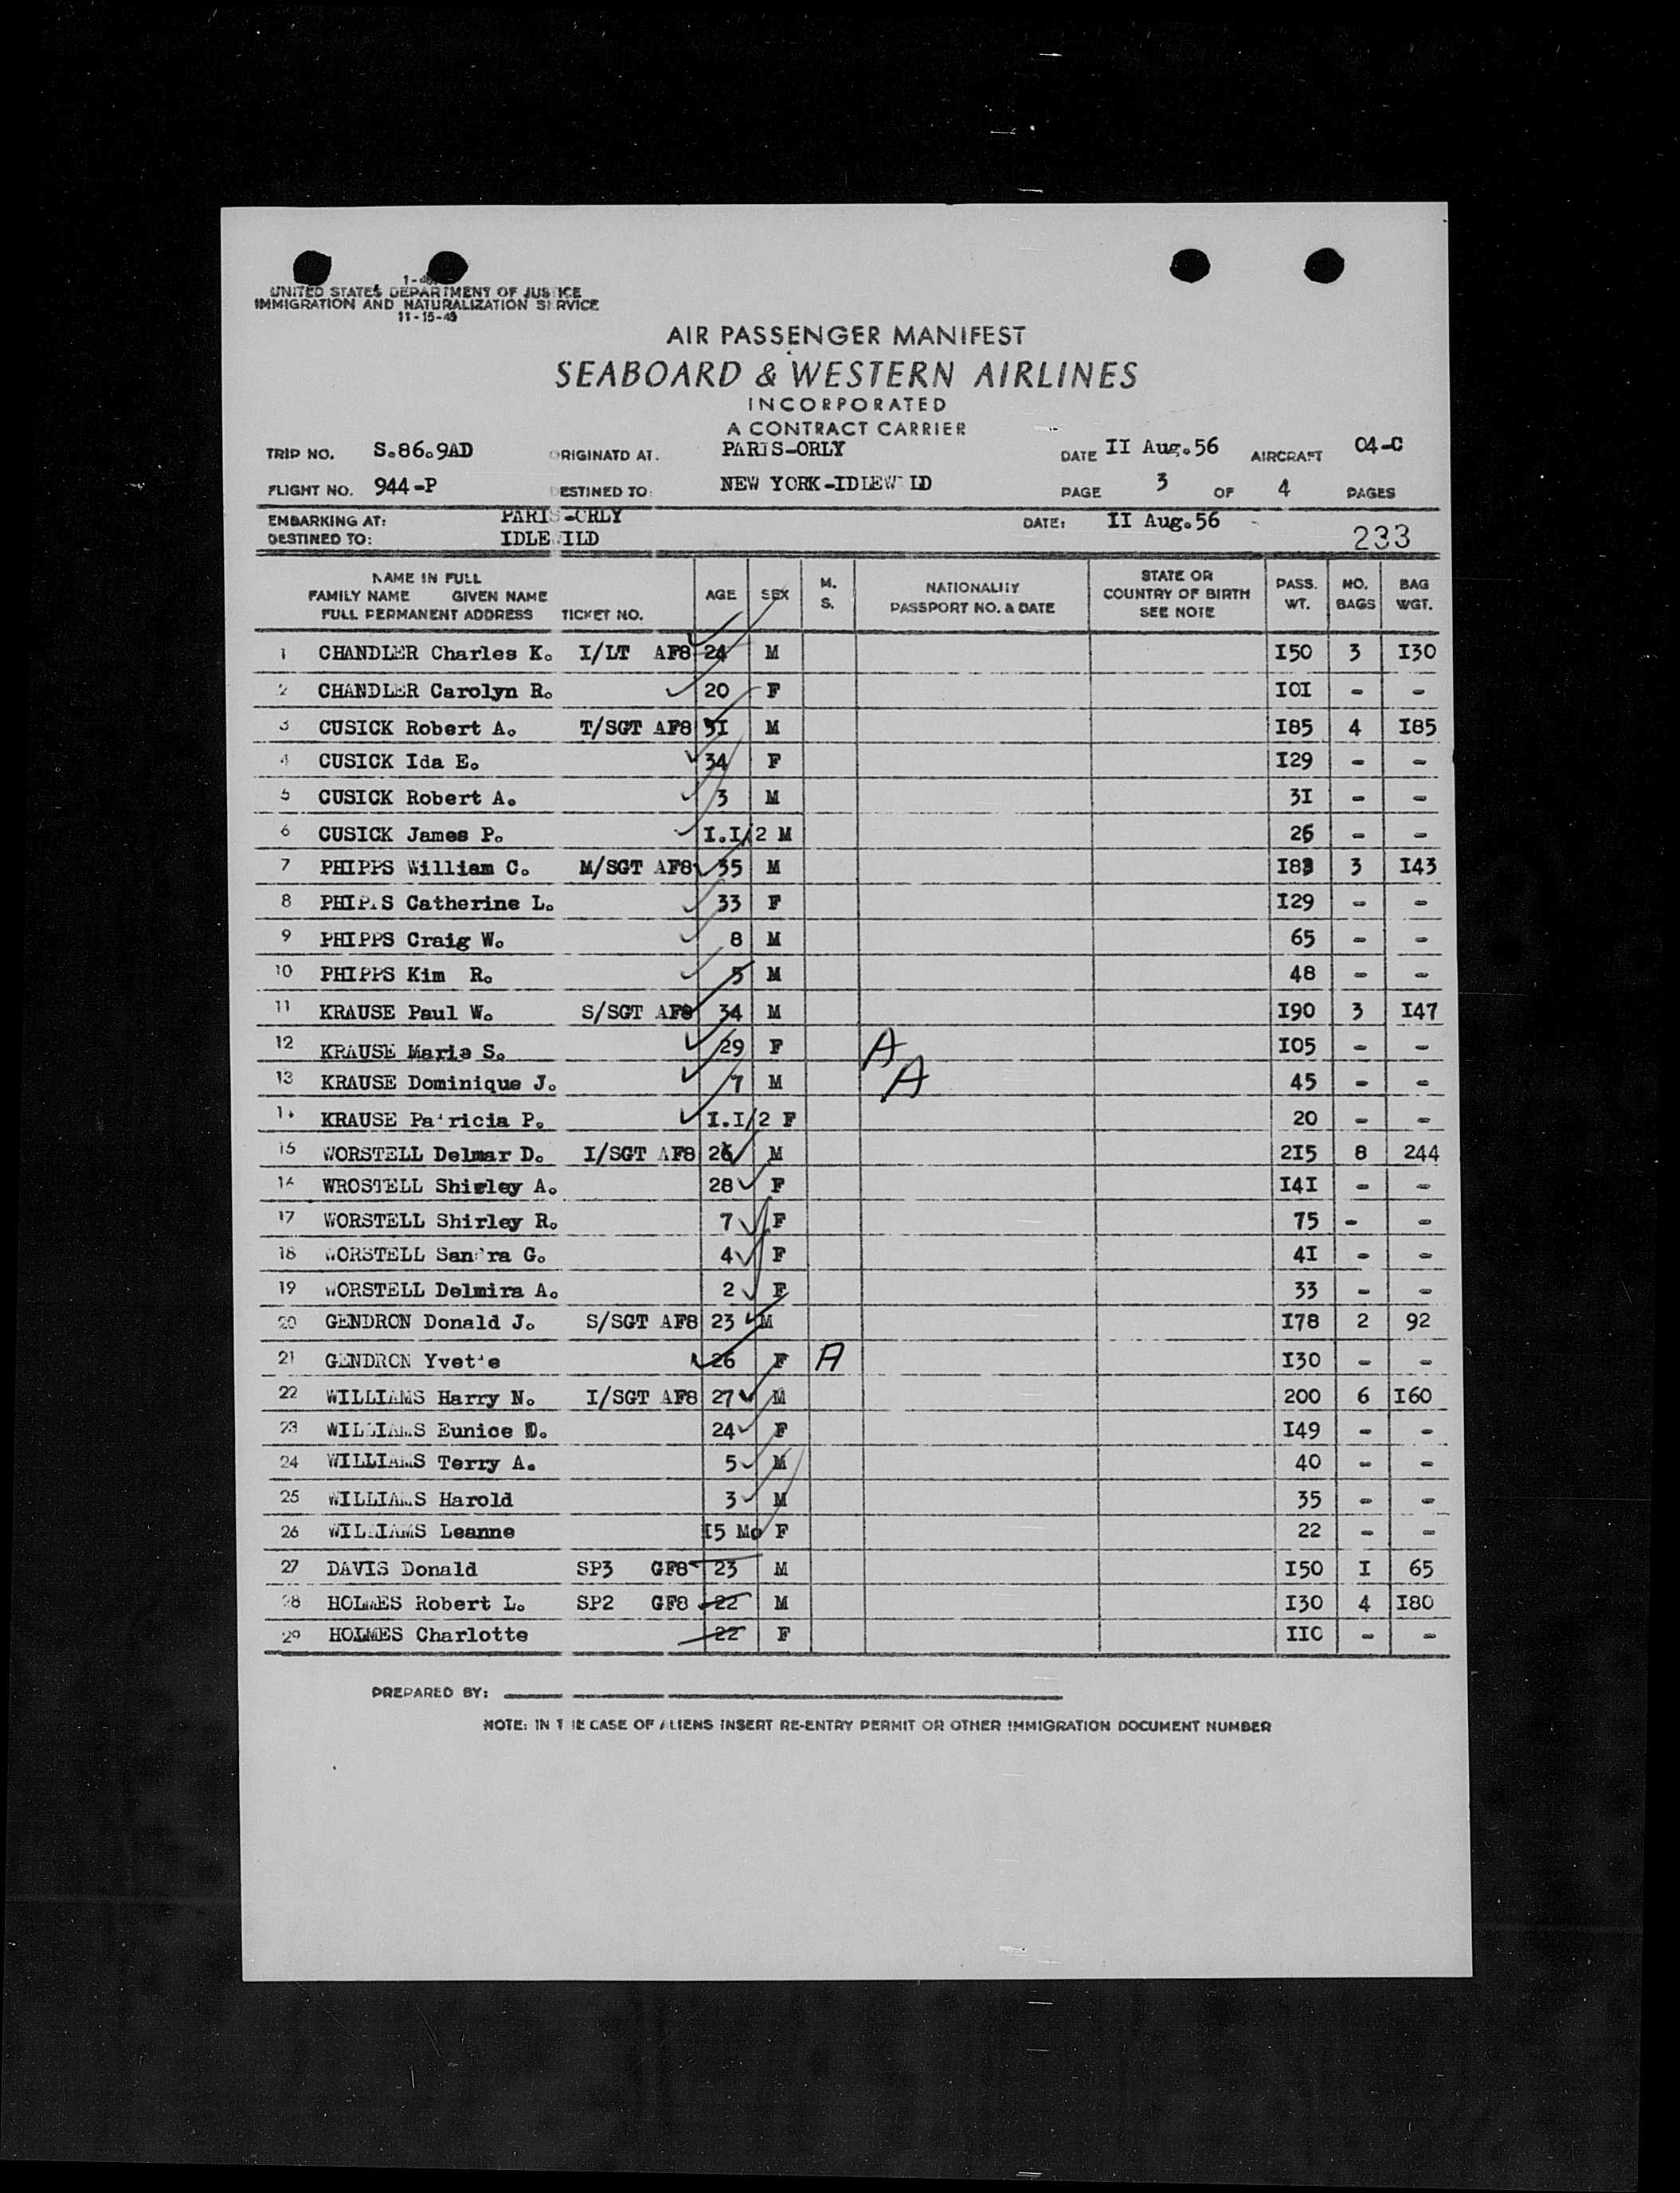 UNITED STATES DEPARTMENT OF JUSTICE
IMMIGRATION AND NATURALIZATION SERVICE
11-15-45
AIR PASSENGER MANIFEST
SEABOARD & WESTERN AIRLINES
INCORPORATED
A CONTRACT CARRIER
TRIP NO. S.86.9AD ORIGINATD AT. PARIS-ORLY DATE II Aug.56 AIRCRAFT 04-C
FLIGHT NO. 944-P DESTINED TO: NEW YORK-IDLEWILD PAGE 3 OF 4 PAGES
EMBARKING AT: PARIS-ORLY DATE: II Aug.56
DESTINED TO: IDLEWILD 233
NAME IN FULL
FAMILY NAME GIVEN NAME
FULL PERMANENT ADDRESS TICKET NO. AGE SEX M. S. NATIONALITY PASSPORT NO. & DATE STATE OR COUNTRY OF BIRTH SEE NOTE PASS. WT. NO. BAGS BAG WGT.
1 CHANDLER Charles K. I/LT AF8 24 M I50 3 I30
2 CHANDLER Carolyn R. 20 F IOI - -
3 CUSICK Robert A. T/SGT AF8 31 M I85 4 I85
4 CUSICK Ida E. 34 F I29 - -
5 CUSICK Robert A. 3 M 3I - -
6 CUSICK James P. I.I/2 M 26 - -
7 PHIPPS William C. M/SGT AF8 35 M I83 3 I43
8 PHIPPS Catherine L. 33 F I29 - -
9 PHIPPS Craig W. 8 M 65 - -
10 PHIPPS Kim R. 5 M 48 - -
11 KRAUSE Paul W. S/SGT AF8 34 M I90 3 I47
12 KRAUSE Maria S. 29 F A I05 - -
13 KRAUSE Dominique J. 7 M A 45 - -
14 KRAUSE Patricia P. I.I/2 F 20 - -
15 WORSTELL Delmar D. I/SGT AF8 26 M 2I5 8 244
16 WROSTELL Shirley A. 28 F I4I - -
17 WORSTELL Shirley R. 7 F 75 - -
18 WORSTELL Sandra G. 4 F 4I - -
19 WORSTELL Delmira A. 2 F 33 - -
20 GENDRON Donald J. S/SGT AF8 23 M I78 2 92
21 GENDRON Yvette 26 F A I30 - -
22 WILLIAMS Harry N. I/SGT AF8 27 M 200 6 I60
23 WILLIAMS Eunice D. 24 F I49 - -
24 WILLIAMS Terry A. 5 M 40 - -
25 WILLIAMS Harold 3 M 35 - -
26 WILLIAMS Leanne I5 Mo F 22 - -
27 DAVIS Donald SP3 GF8 23 M I50 I 65
28 HOLMES Robert L. SP2 GF8 22 M I30 4 I80
29 HOLMES Charlotte 22 F IIO - -
PREPARED BY:
NOTE: IN THE CASE OF ALIENS INSERT RE-ENTRY PERMIT OR OTHER IMMIGRATION DOCUMENT NUMBER